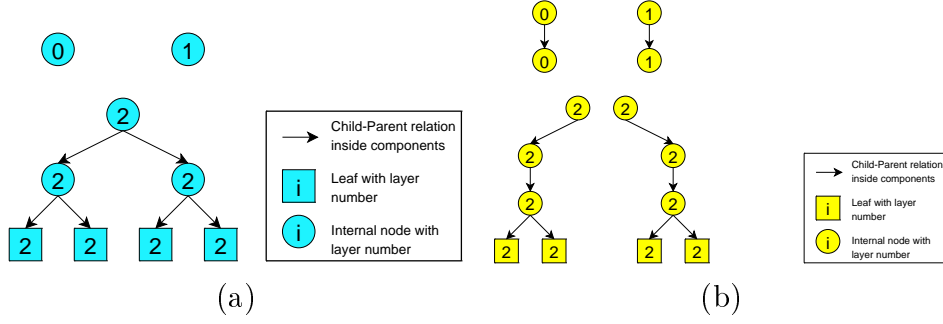 0 1
2
2 2
2 2 2 2
Child-Parent relation
inside components
i Leaf with layer
number
i Internal node with
layer number
(a)
0 1
0 1
2 2
2 2
2 2
2 2 2 2
Child-Parent relation
inside components
i Leaf with layer
number
i Internal node with
layer number
(b)